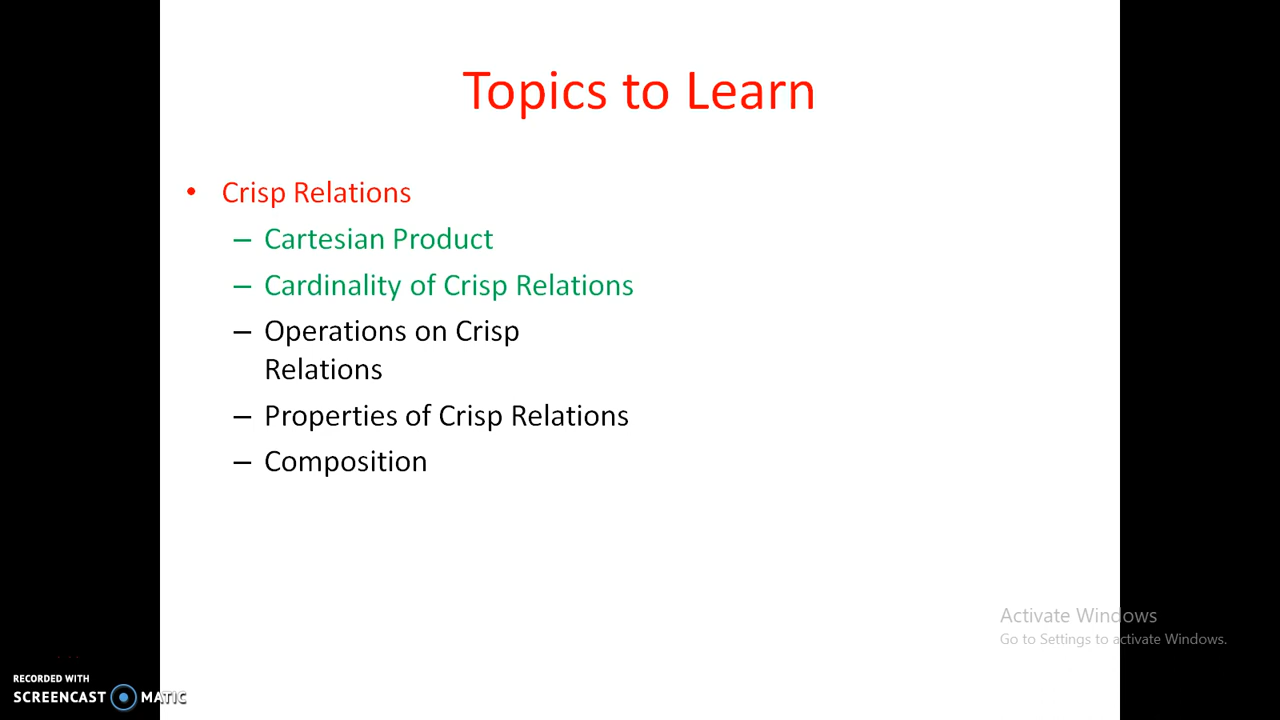 Topics to Learn
• Crisp Relations
– Cartesian Product
– Cardinality of Crisp Relations
– Operations on Crisp
Relations
– Properties of Crisp Relations
– Composition
Activate Windows
Go to Settings to activate Windows.
RECORDED WITH
SCREENCAST MATIC